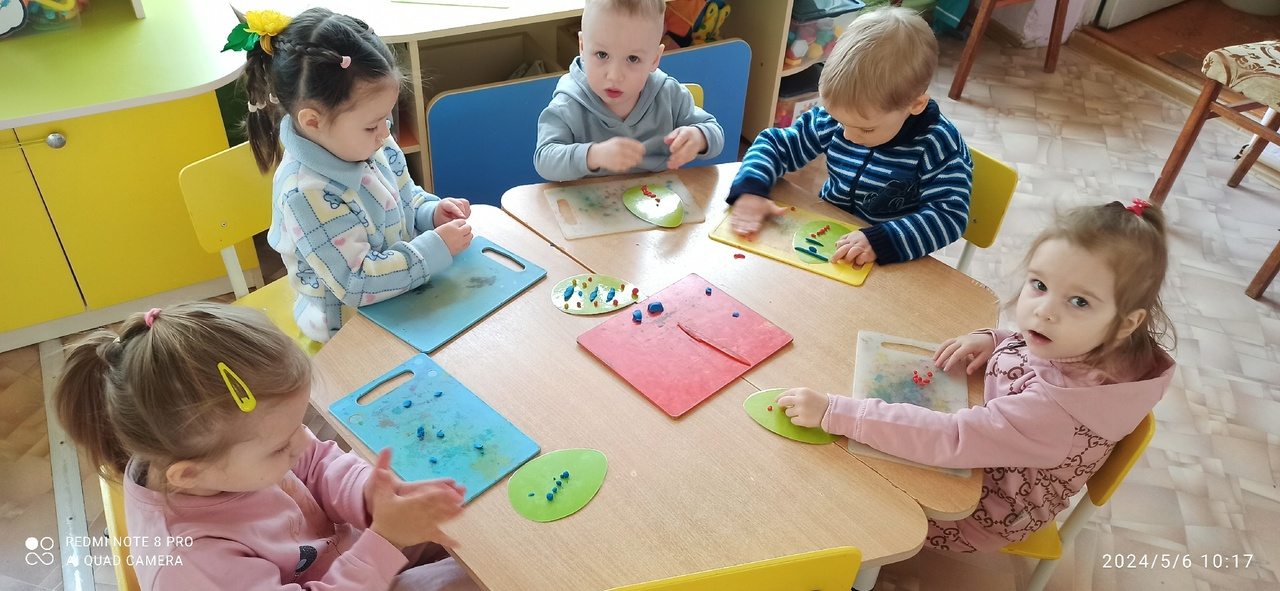 REDMI NOTE 8 PRO
AI QUAD CAMERA
2024/5/6 10:17